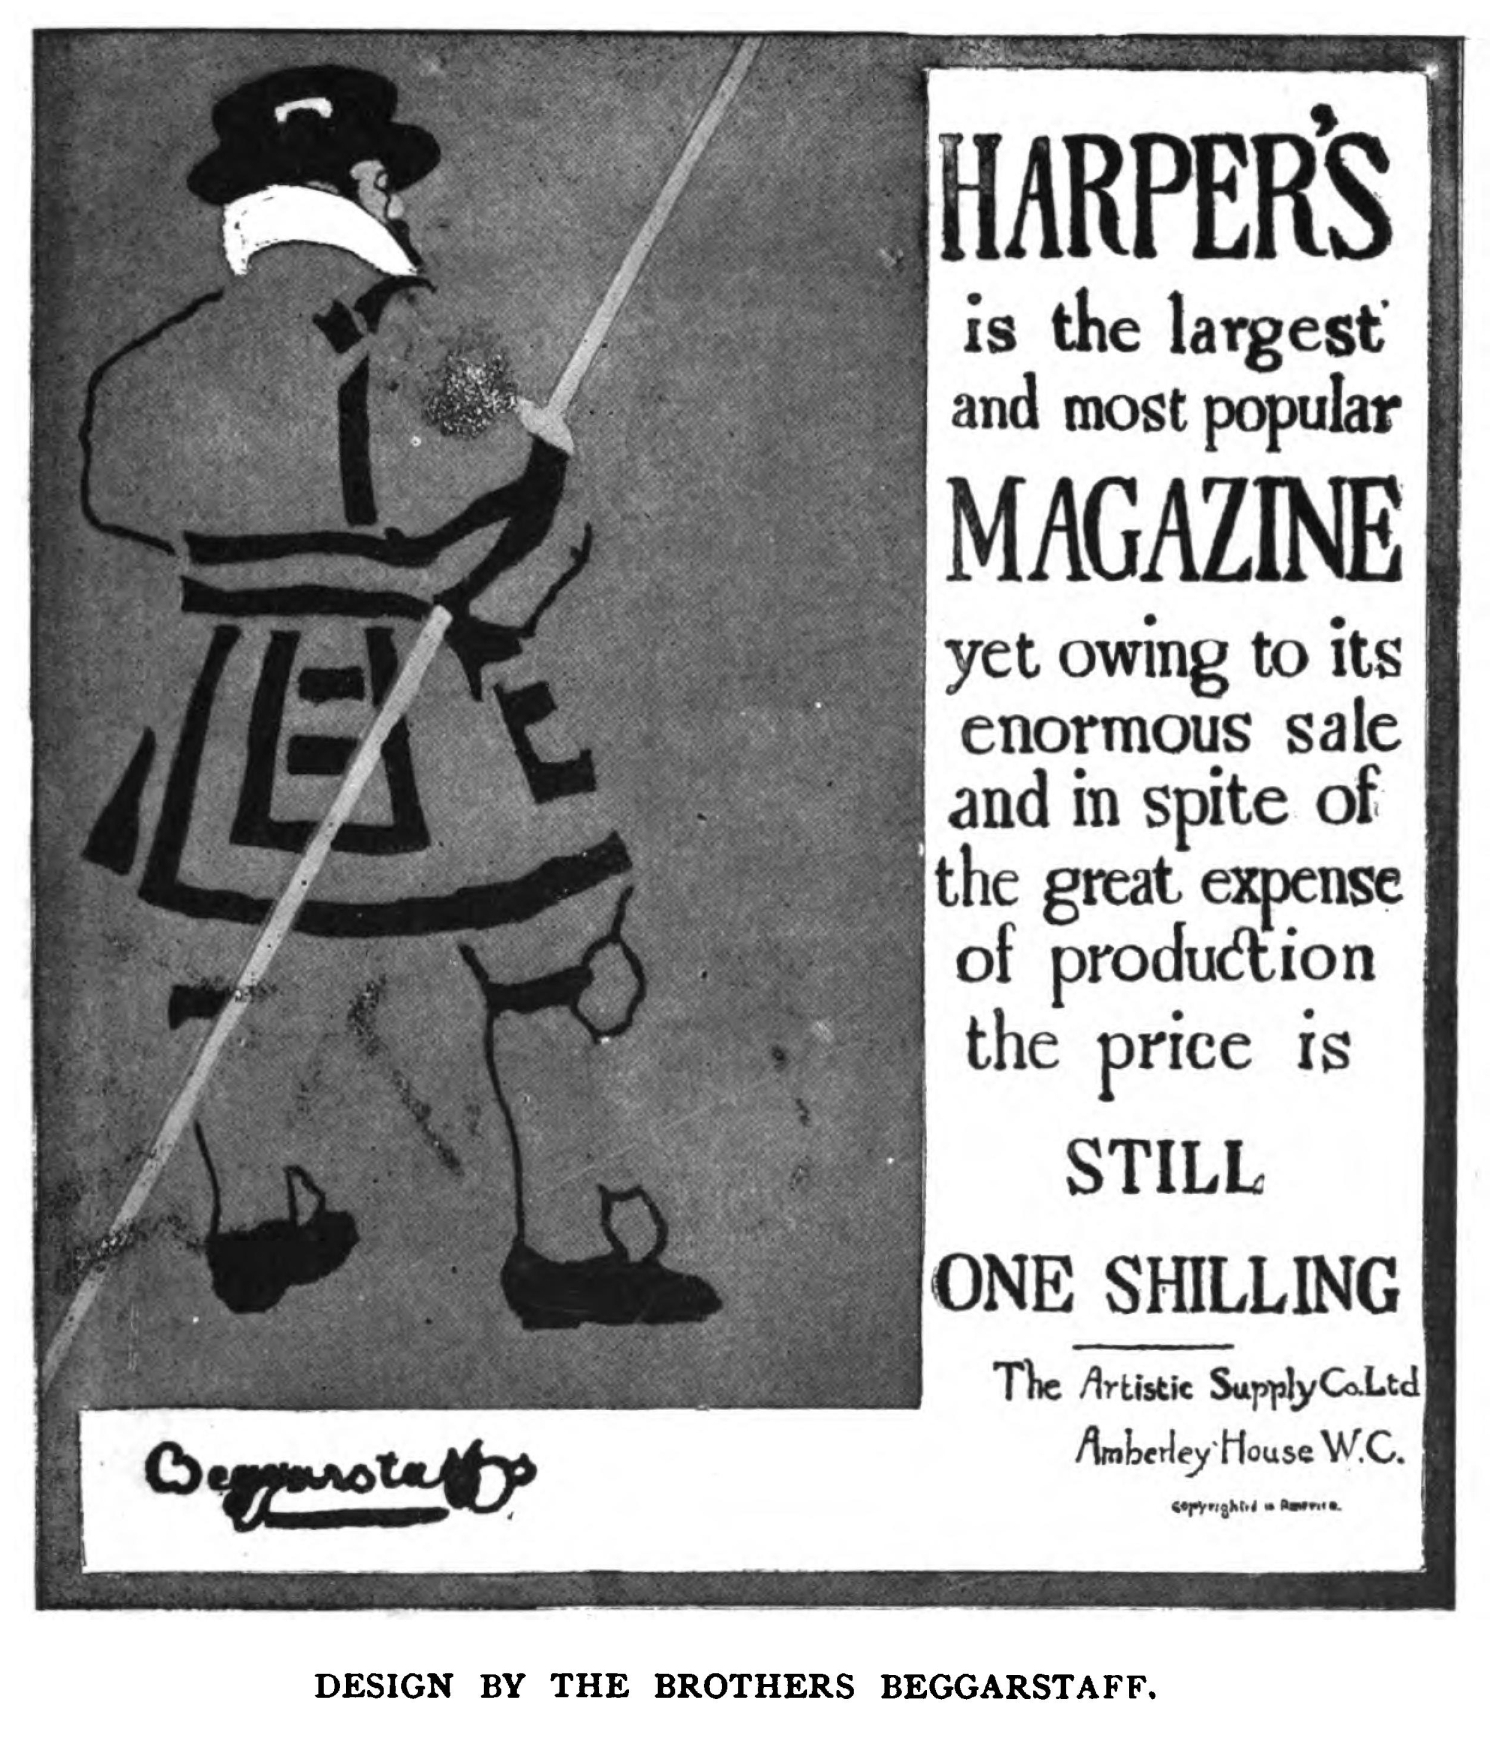 HARPER'S
is the largest
and most popular
MAGAZINE
yet owing to its
enormous sale
and in spite of
the great expense
of production
the price is
STILL
ONE SHILLING
The Artistic Supply Co. Ltd
Amberley House W.C.
Copyrighted in America.
Beggarstaffs
DESIGN BY THE BROTHERS BEGGARSTAFF.